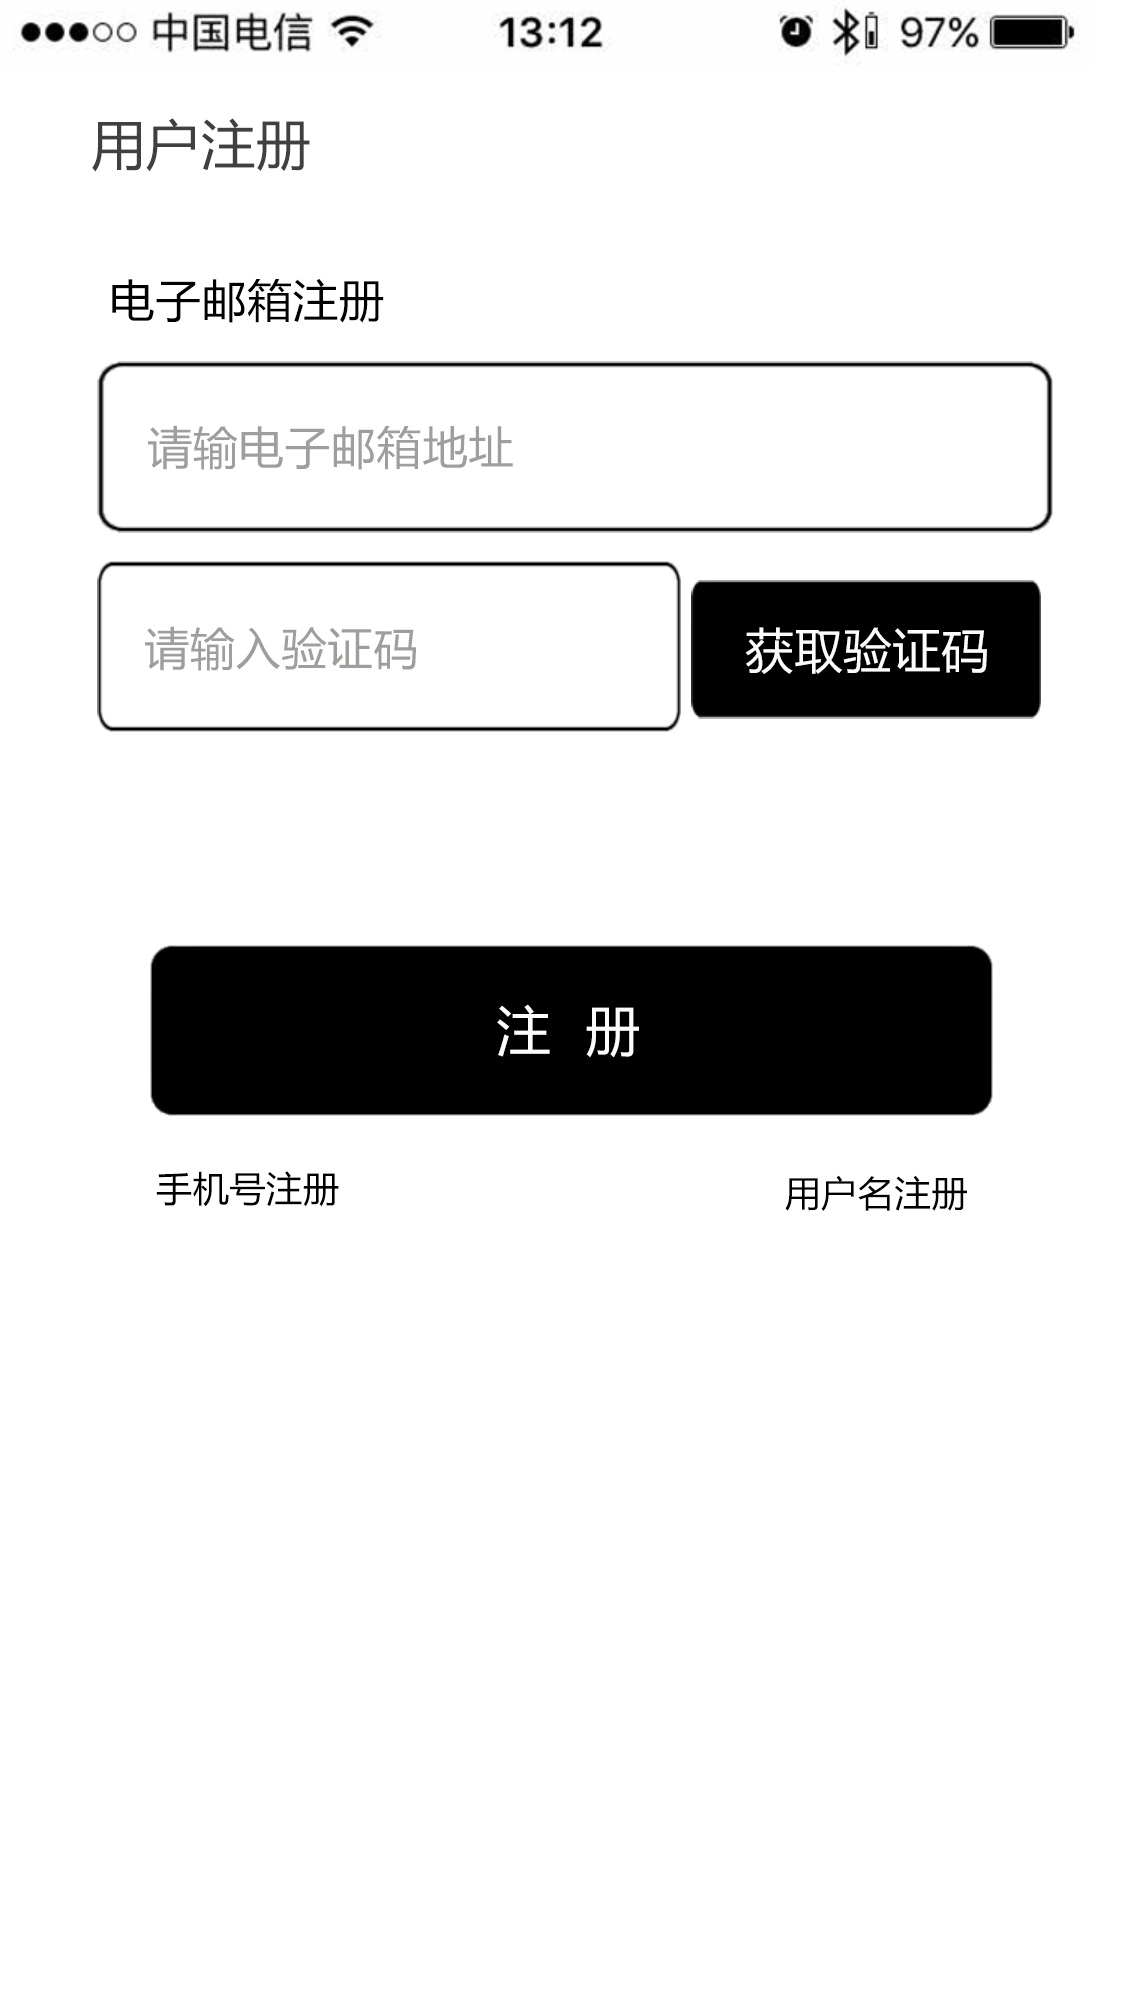 中国电信 13:12 97%
用户注册
电子邮箱注册
请输电子邮箱地址
请输入验证码 获取验证码
注 册
手机号注册 用户名注册